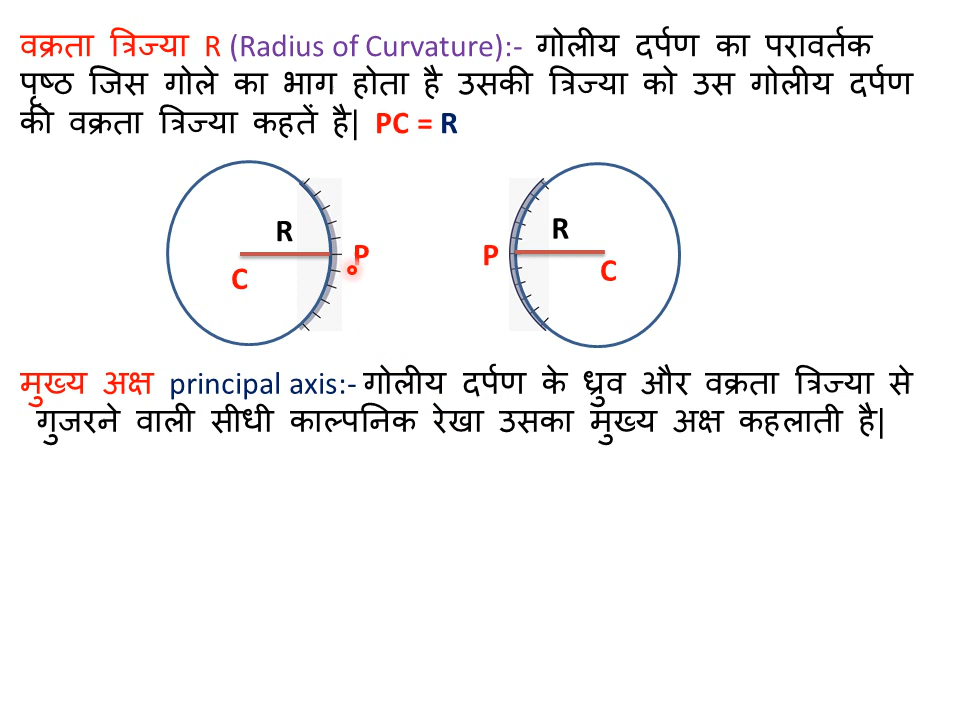 वक्रता त्रिज्या R (Radius of Curvature):- गोलीय दर्पण का परावर्तक
पृष्ठ जिस गोले का भाग होता है उसकी त्रिज्या को उस गोलीय दर्पण
की वक्रता त्रिज्या कहतें है| PC = R
R
P
C
R
P
C
मुख्य अक्ष principal axis:- गोलीय दर्पण के ध्रुव और वक्रता त्रिज्या से
गुजरने वाली सीधी काल्पनिक रेखा उसका मुख्य अक्ष कहलाती है|